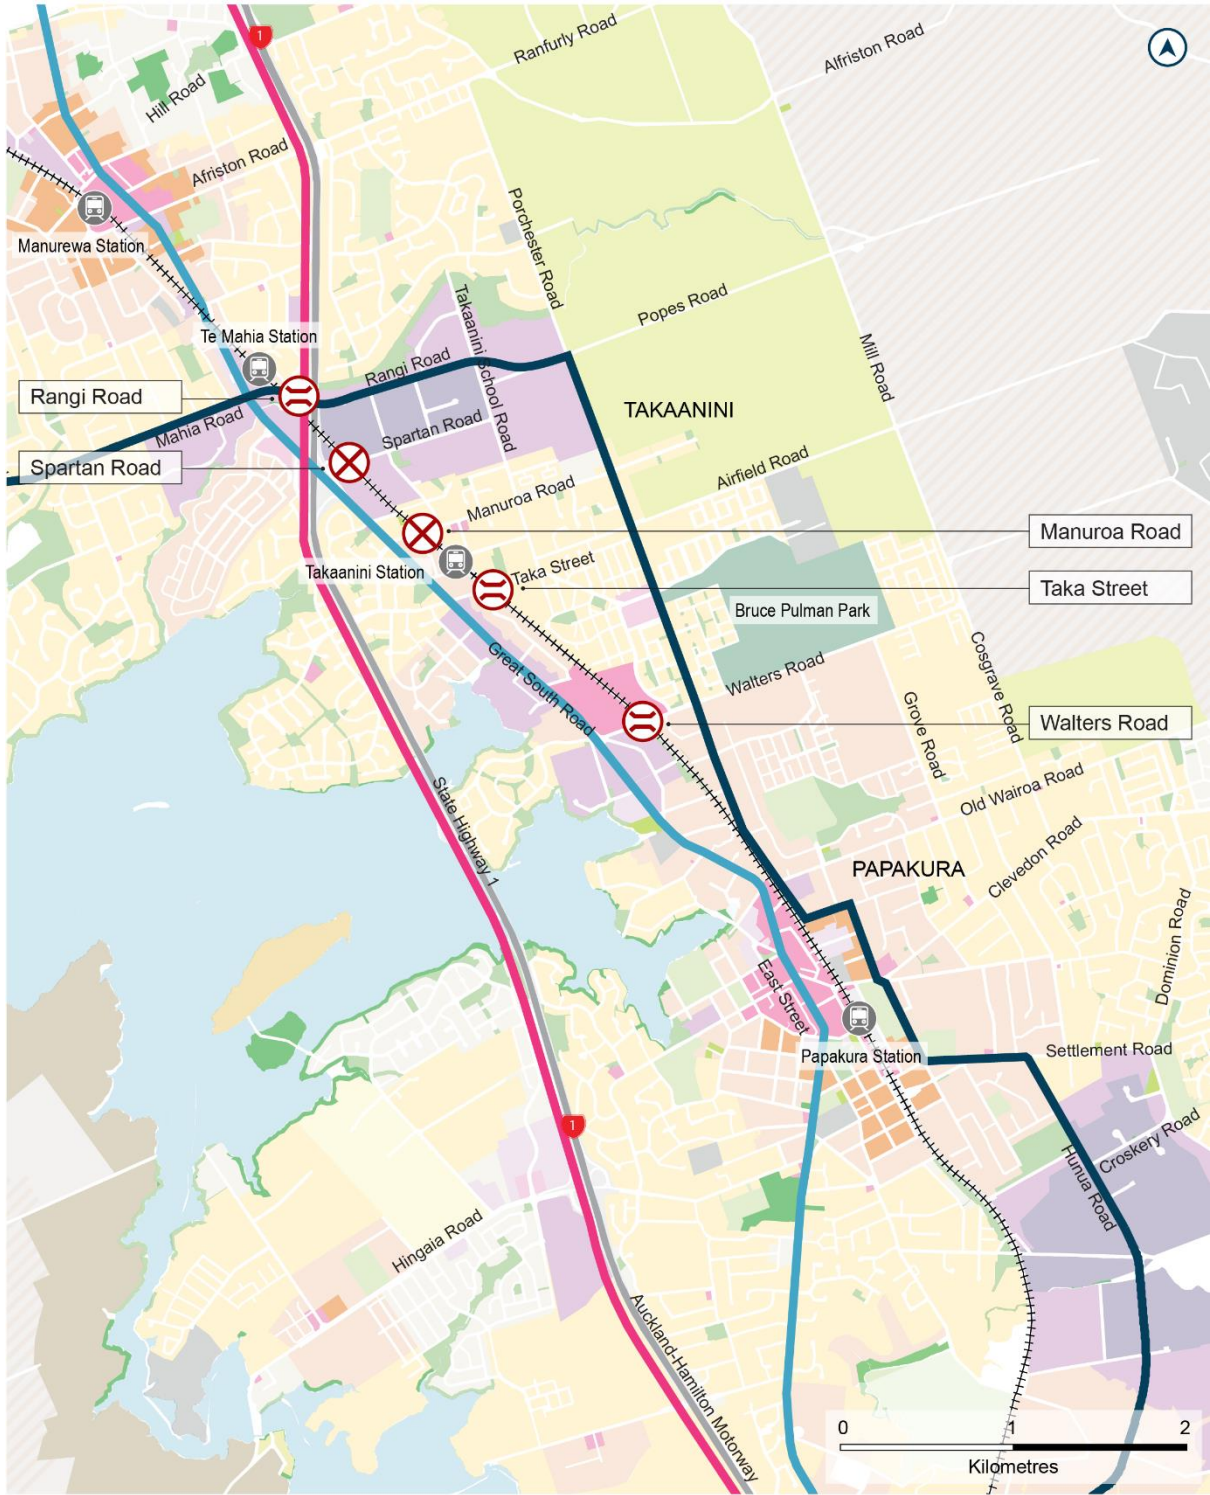 1
Ranfurly Road
Alfriston Road
Hill Road
Afriston Road
Porchester Road
Manurewa Station
Takaanini School Road
Popes Road
Mill Road
Te Mahia Station
Rangi Road
Rangi Road
Mahia Road
TAKAANINI
Spartan Road
Spartan Road
Airfield Road
Manuroa Road
Manuroa Road
Takaanini Station
Taka Street
Taka Street
Bruce Pulman Park
Great South Road
Walters Road
Cosgrave Road
Grove Road
Walters Road
State Highway 1
Old Wairoa Road
Clevedon Road
PAPAKURA
Dominion Road
East Street
Papakura Station
Settlement Road
1
Croskery Road
Hunua Road
Hingaia Road
Auckland-Hamilton Motorway
0 1 2
Kilometres